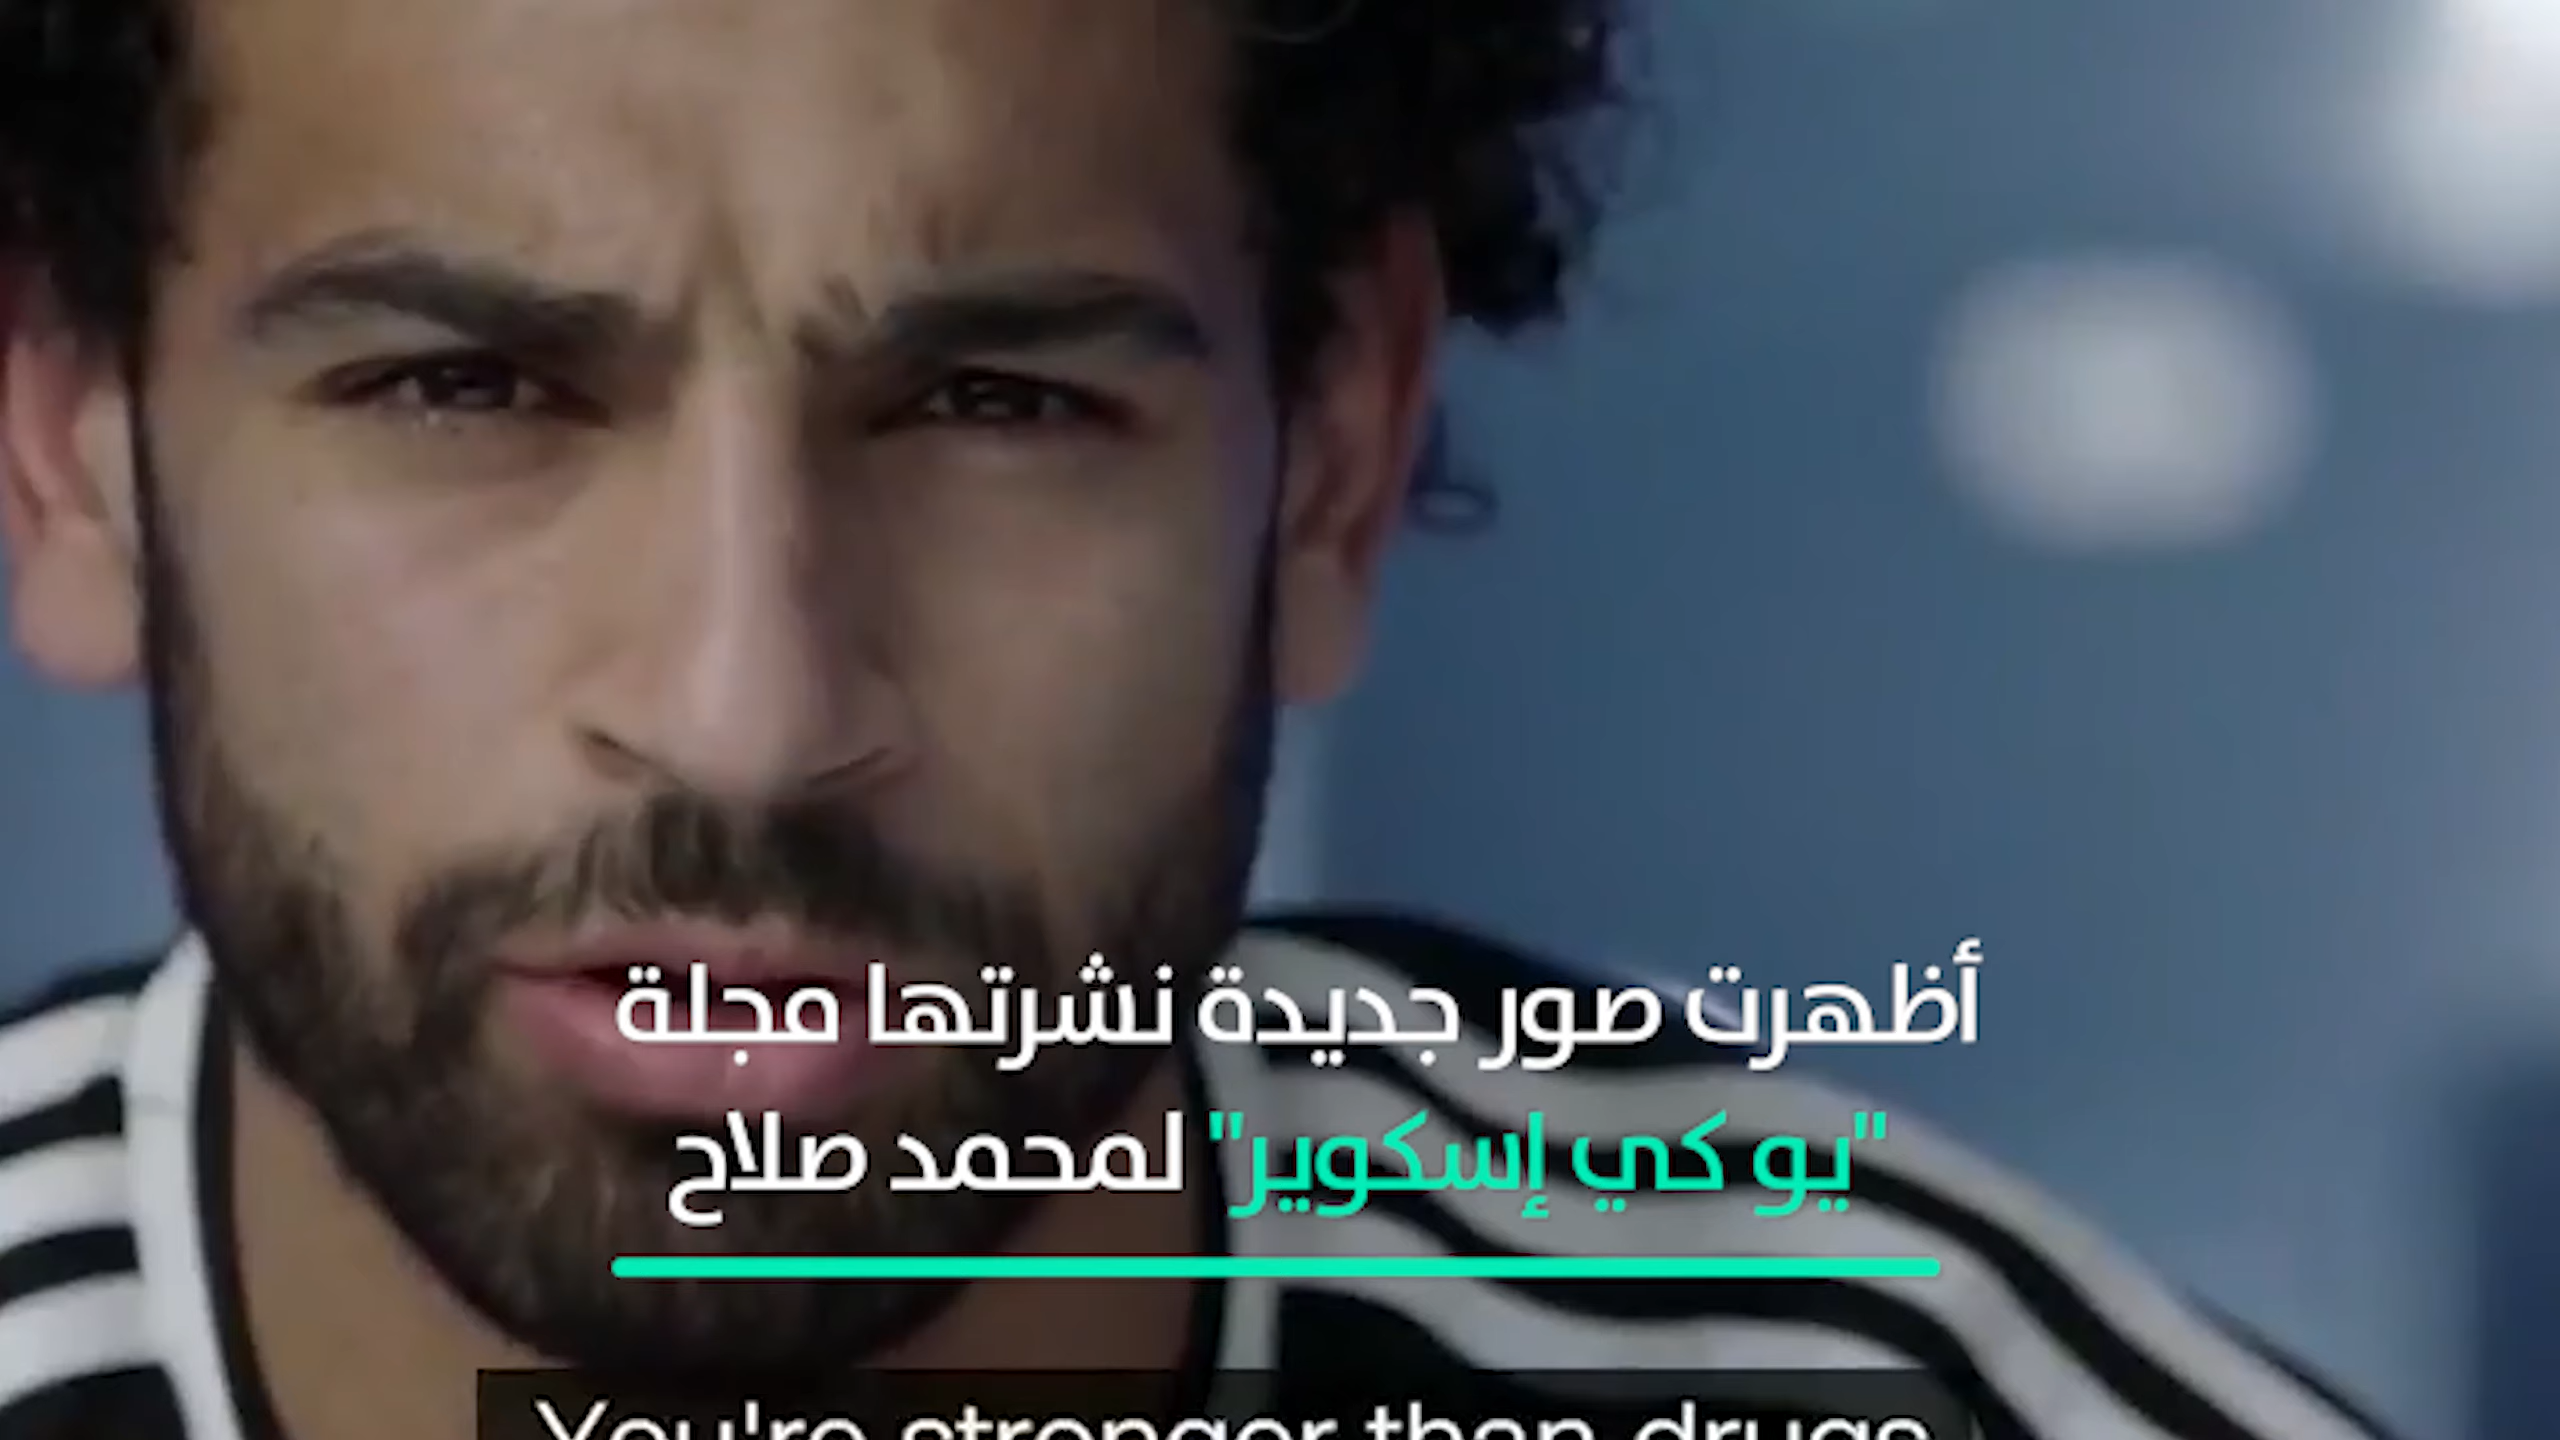 أظهرت صور جديدة نشرتها مجلة
"يو كي إسكوير" لمحمد صلاح
You're stronger than drugs